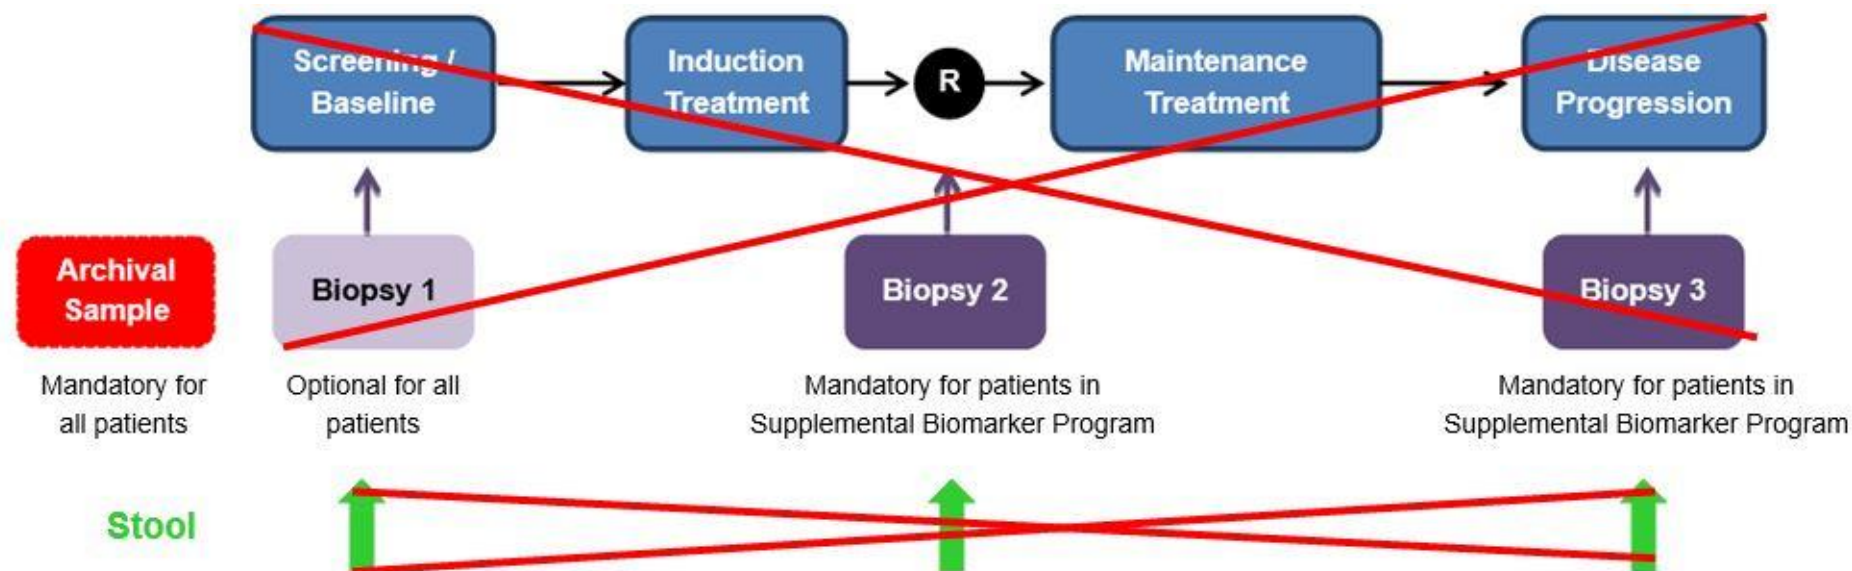 Screening /
Baseline
Induction
Treatment
R
Maintenance
Treatment
Disease
Progression
Archival
Sample
Biopsy 1
Biopsy 2
Biopsy 3
Mandatory for
all patients
Optional for all
patients
Mandatory for patients in
Supplemental Biomarker Program
Mandatory for patients in
Supplemental Biomarker Program
Stool